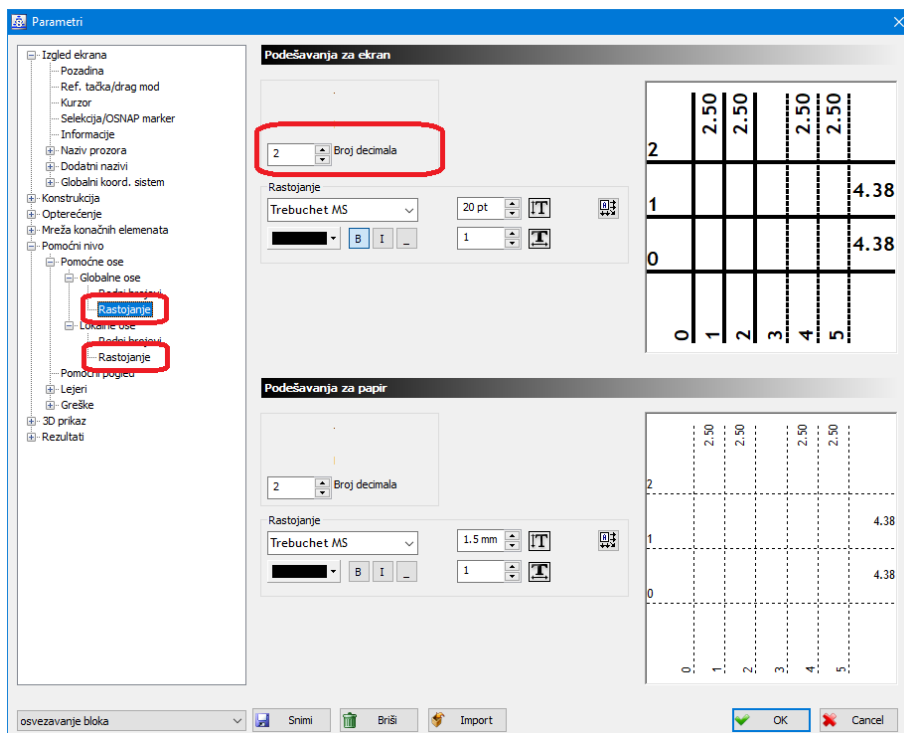 Parametri
Izgled ekrana
Pozadina
Ref. tačka/drag mod
Kurzor
Selekcija/OSNAP marker
Informacije
Naziv prozora
Dodatni nazivi
Globalni koord. sistem
Konstrukcija
Opterećenje
Mreža konačnih elemenata
Pomoćni nivo
Pomoćne ose
Globalne ose
Redni brojevi
Rastojanje
Lokalne ose
Redni brojevi
Rastojanje
Pomoćni pogled
Lejeri
Greške
3D prikaz
Rezultati
Podešavanja za ekran
2 Broj decimala
Rastojanje
Trebuchet MS 20 pt
B I _ 1
2.50 2.50 2.50 2.50
2
1 4.38
0 4.38
0 1 2 3 4 5
Podešavanja za papir
2 Broj decimala
Rastojanje
Trebuchet MS 1.5 mm
B I _ 1
2.50 2.50 2.50 2.50
2
4.38
1
4.38
0
0 1 2 3 4 5
osvezavanje bloka Snimi Briši Import OK Cancel